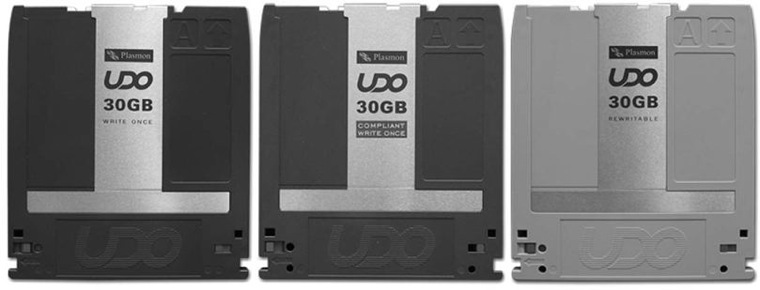 A
Plasmon
UDO
30GB
WRITE ONCE
UDO
A
Plasmon
UDO
30GB
COMPLIANT
WRITE ONCE
UDO
A
Plasmon
UDO
30GB
REWRITABLE
UDO